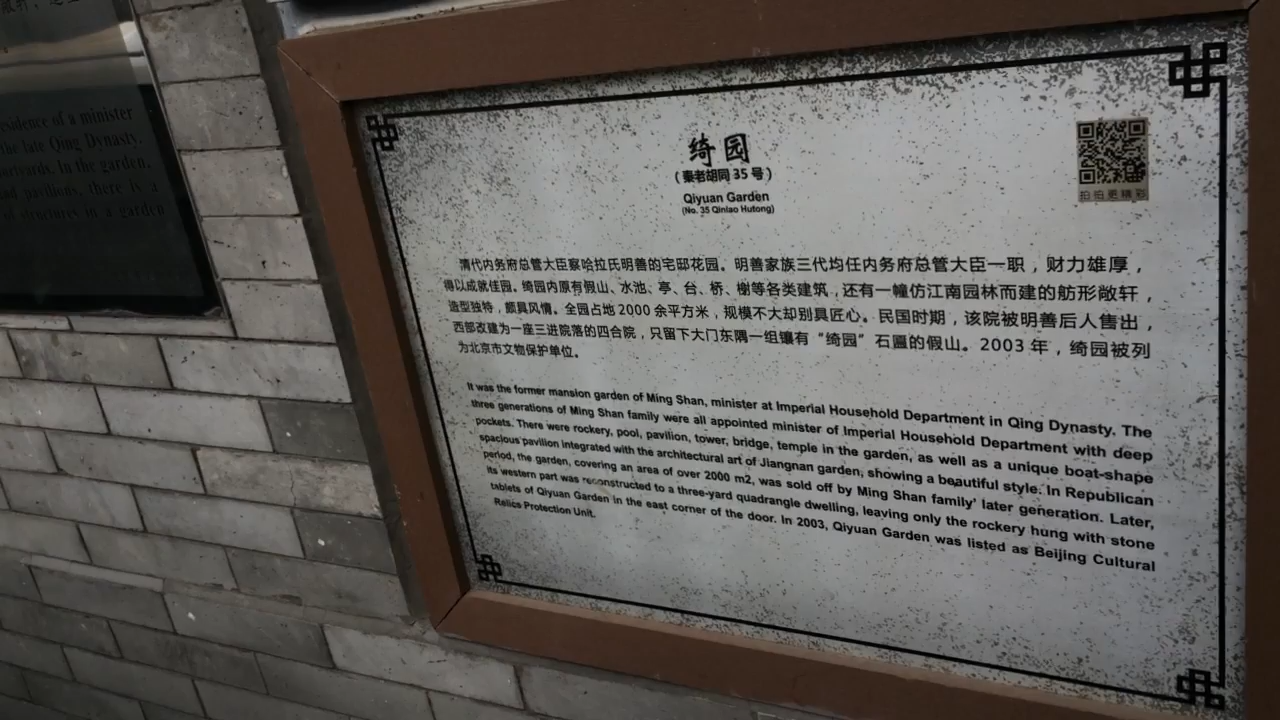 esidence of a minister
the late Qing Dynasty.
courtyards. In the garden,
and pavilions, there is a
of structures in a garden
绮园
（秦老胡同35号）
Qiyuan Garden
(No. 35 Qinlao Hutong)
拍拍更精彩
清代内务府总管大臣察哈拉氏明善的宅邸花园。明善家族三代均任内务府总管大臣一职，财力雄厚，
得以成就佳园。绮园内原有假山、水池、亭、台、桥、榭等各类建筑，还有一幢仿江南园林而建的舫形敞轩，
造型独特，颇具风情。全园占地2000余平方米，规模不大却别具匠心。民国时期，该院被明善后人售出，
西部改建为一座三进院落的四合院，只留下大门东隅一组镶有“绮园”石匾的假山。2003年，绮园被列
为北京市文物保护单位。
It was the former mansion garden of Ming Shan, minister at Imperial Household Department in Qing Dynasty. The
three generations of Ming Shan family were all appointed minister of Imperial Household Department with deep
pockets. There were rockery, pool, pavilion, tower, bridge, temple in the garden, as well as a unique boat-shape
spacious pavilion integrated with the architectural art of Jiangnan garden, showing a beautiful style. In Republican
period, the garden, covering an area of over 2000 m2, was sold off by Ming Shan family' later generation. Later,
its western part was reconstructed to a three-yard quadrangle dwelling, leaving only the rockery hung with stone
tablets of Qiyuan Garden in the east corner of the door. In 2003, Qiyuan Garden was listed as Beijing Cultural
Relics Protection Unit.